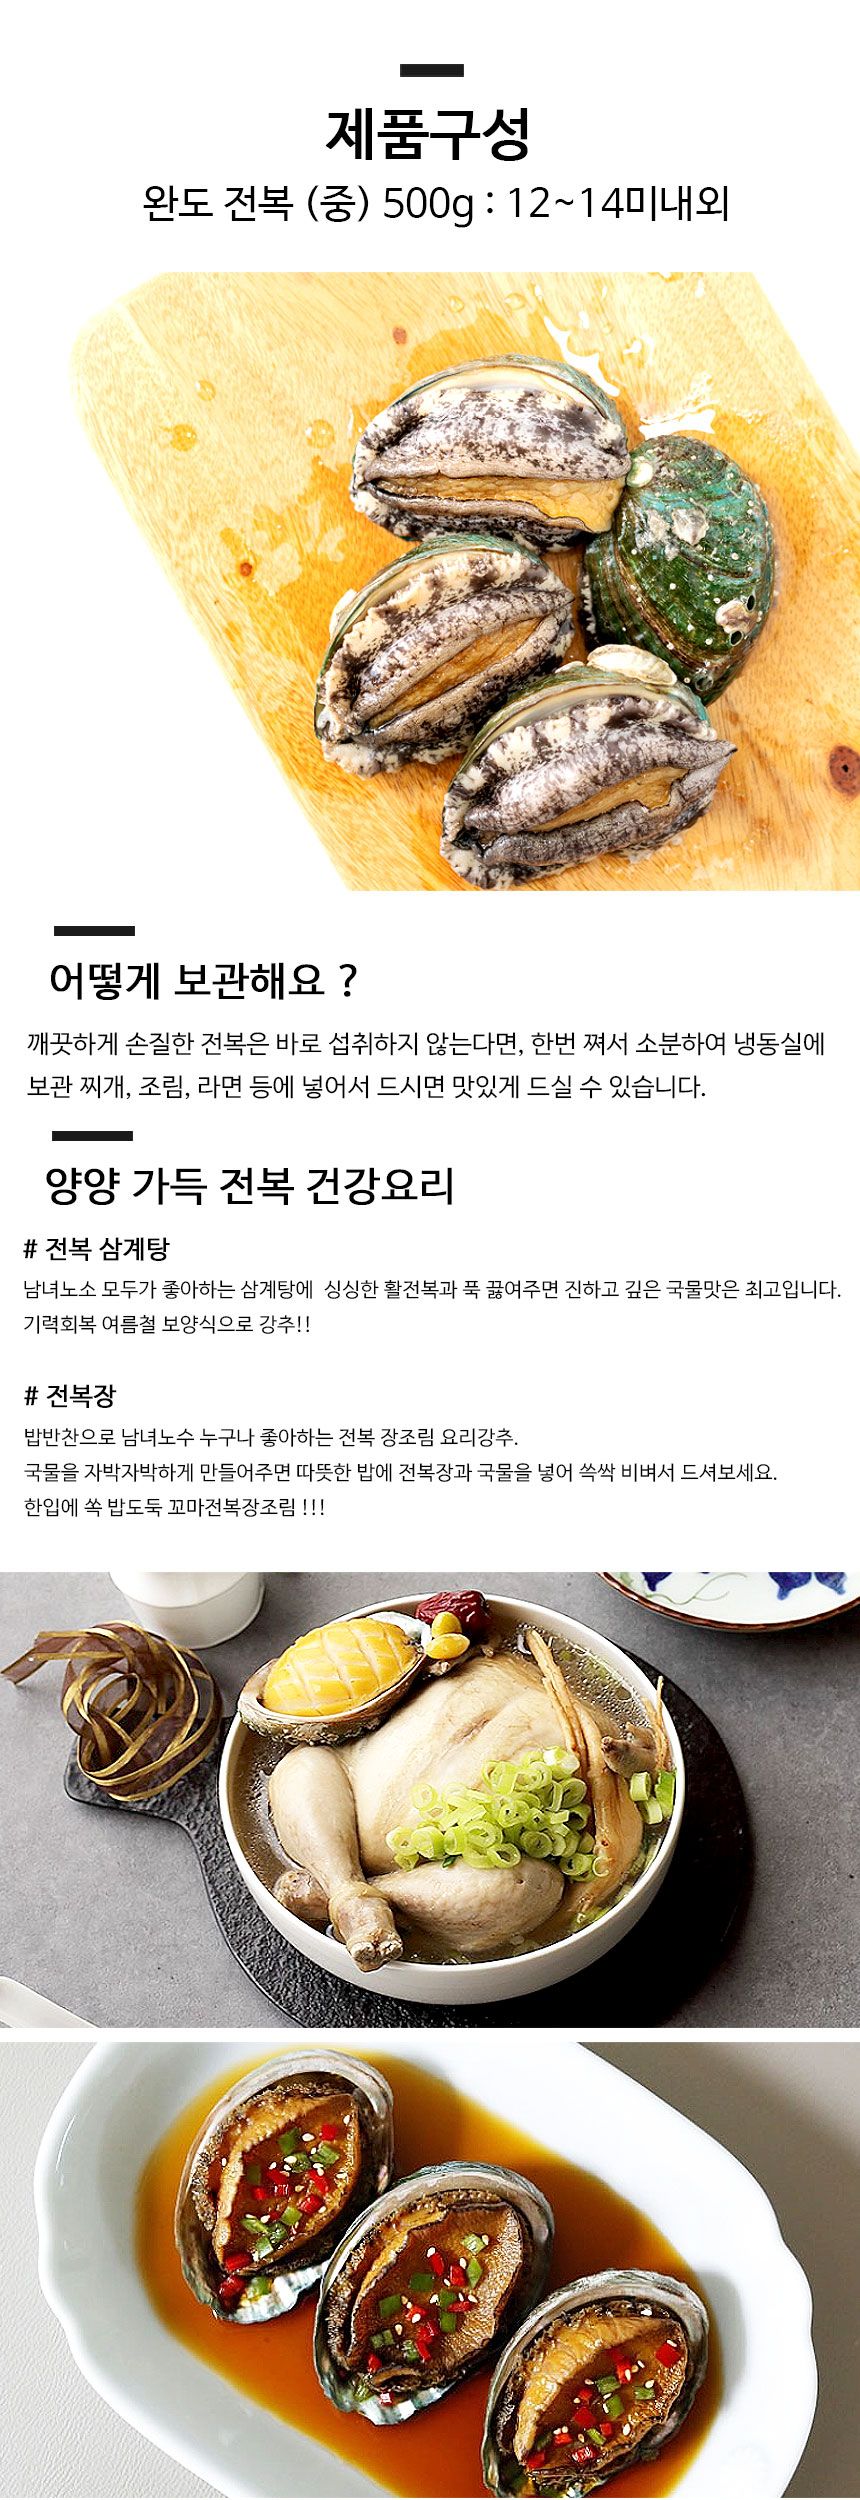 제품구성
완도 전복 (중) 500g : 12~14미내외
어떻게 보관해요 ?
깨끗하게 손질한 전복은 바로 섭취하지 않는다면, 한번 쪄서 소분하여 냉동실에
보관 찌개, 조림, 라면 등에 넣어서 드시면 맛있게 드실 수 있습니다.
양양 가득 전복 건강요리
# 전복 삼계탕
남녀노소 모두가 좋아하는 삼계탕에 싱싱한 활전복과 푹 끓여주면 진하고 깊은 국물맛은 최고입니다.
기력회복 여름철 보양식으로 강추!!
# 전복장
밥반찬으로 남녀노수 누구나 좋아하는 전복 장조림 요리강추.
국물을 자박자박하게 만들어주면 따뜻한 밥에 전복장과 국물을 넣어 쓱싹 비벼서 드셔보세요.
한입에 쏙 밥도둑 꼬마전복장조림 !!!